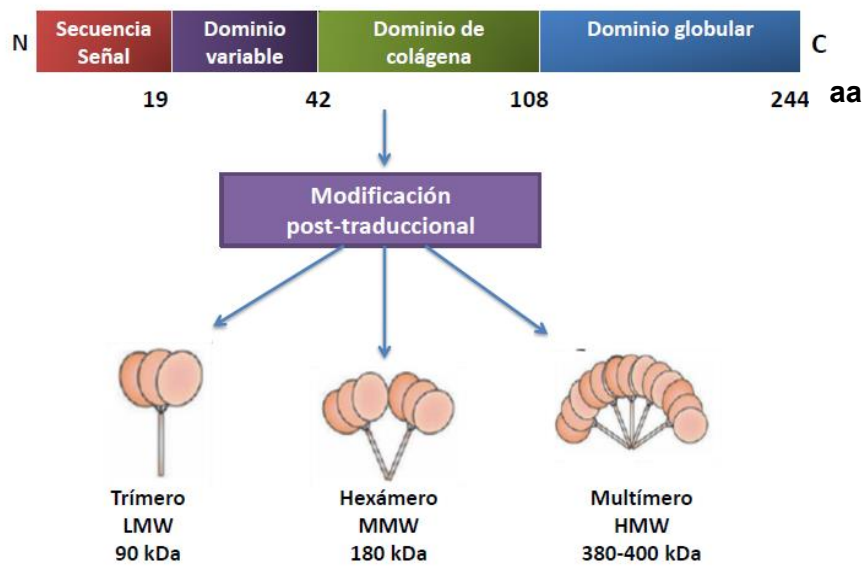 N
Secuencia
Señal
Dominio
variable
Dominio de
colágena
Dominio globular
C
19
42
108
244
aa
Modificación
post-traduccional
Trímero
LMW
90 kDa
Hexámero
MMW
180 kDa
Multímero
HMW
380-400 kDa